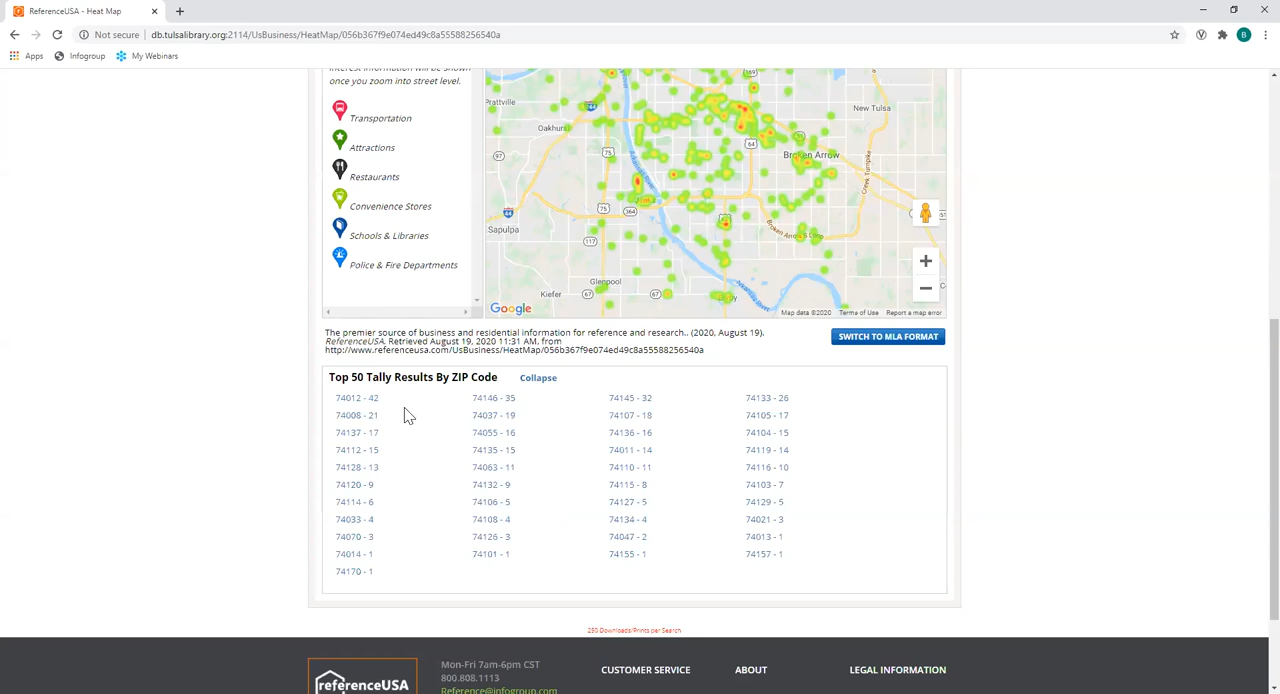 ReferenceUSA - Heat Map
Not secure
db.tulsalibrary.org:2114/UsBusiness/HeatMap/056b367f9e074ed49c8a55588256540a
B
Apps
Infogroup
My Webinars
once you zoom into street level.
Transportation
Attractions
Restaurants
Convenience Stores
Schools & Libraries
Police & Fire Departments
Prattville
Oakhurst
New Tulsa
Broken Arrow
Creek Turnpike
Arkansas River
Sapulpa
Glenpool
Kiefer
Google
Map data ©2020
Terms of Use
Report a map error
The premier source of business and residential information for reference and research.. (2020, August 19).
ReferenceUSA. Retrieved August 19, 2020 11:31 AM, from
http://www.referenceusa.com/UsBusiness/HeatMap/056b367f9e074ed49c8a55588256540a
SWITCH TO MLA FORMAT
Top 50 Tally Results By ZIP Code Collapse
74012 - 42 74146 - 35 74145 - 32 74133 - 26
74008 - 21 74037 - 19 74107 - 18 74105 - 17
74137 - 17 74055 - 16 74136 - 16 74104 - 15
74112 - 15 74135 - 15 74011 - 14 74119 - 14
74128 - 13 74063 - 11 74110 - 11 74116 - 10
74120 - 9 74132 - 9 74115 - 8 74103 - 7
74114 - 6 74106 - 5 74127 - 5 74129 - 5
74033 - 4 74108 - 4 74134 - 4 74021 - 3
74070 - 3 74126 - 3 74047 - 2 74013 - 1
74014 - 1 74101 - 1 74155 - 1 74157 - 1
74170 - 1
250 Downloads/Prints per Search
referenceUSA
Mon-Fri 7am-6pm CST
800.808.1113
Reference@infogroup.com
CUSTOMER SERVICE
ABOUT
LEGAL INFORMATION